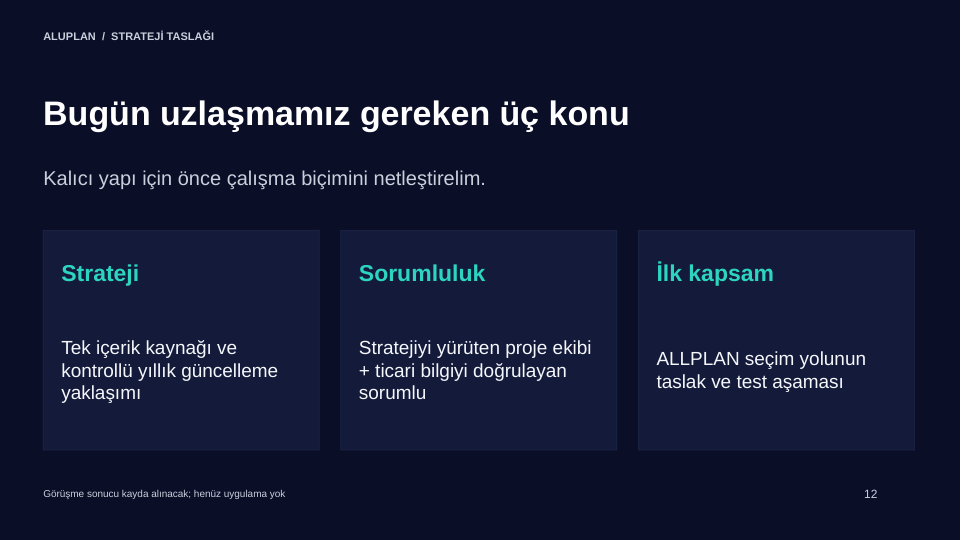 ALUPLAN / STRATEJİ TASLAĞI
Bugün uzlaşmamız gereken üç konu
Kalıcı yapı için önce çalışma biçimini netleştirelim.
Strateji
Tek içerik kaynağı ve
kontrollü yıllık güncelleme
yaklaşımı
Sorumluluk
Stratejiyi yürüten proje ekibi
+ ticari bilgiyi doğrulayan
sorumlu
İlk kapsam
ALLPLAN seçim yolunun
taslak ve test aşaması
Görüşme sonucu kayda alınacak; henüz uygulama yok
12